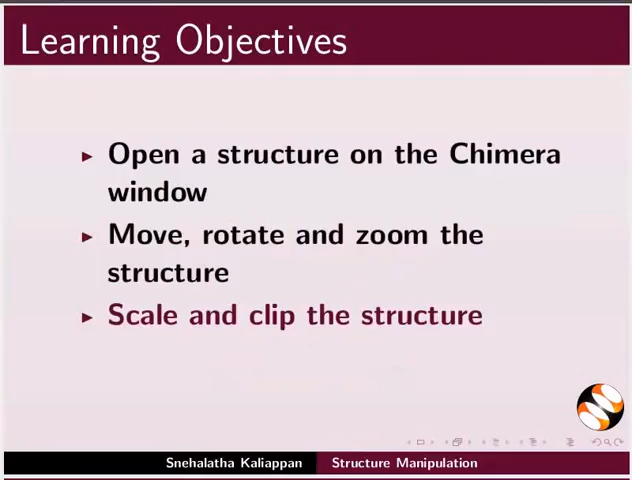 Learning Objectives
Open a structure on the Chimera
window
Move, rotate and zoom the
structure
Scale and clip the structure
Snehalatha Kaliappan Structure Manipulation